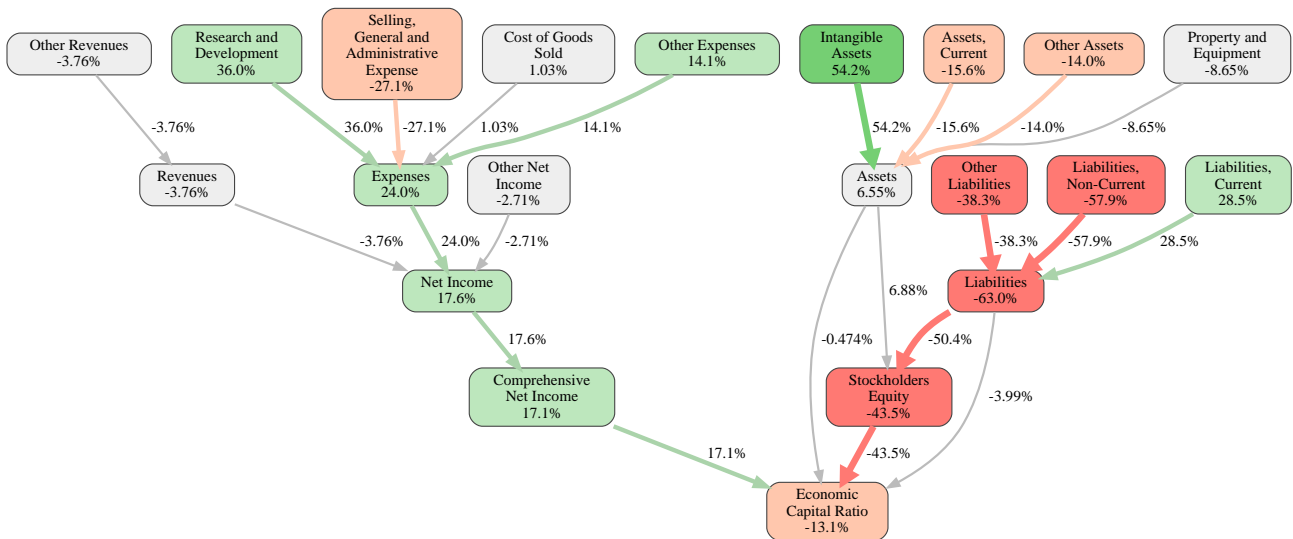 Other Revenues
-3.76%
Research and
Development
36.0%
Selling,
General and
Administrative
Expense
-27.1%
Cost of Goods
Sold
1.03%
Other Expenses
14.1%
Intangible
Assets
54.2%
Assets,
Current
-15.6%
Other Assets
-14.0%
Property and
Equipment
-8.65%
-3.76%
36.0%
-27.1%
1.03%
14.1%
54.2%
-15.6%
-14.0%
-8.65%
Revenues
-3.76%
Expenses
24.0%
Other Net
Income
-2.71%
Assets
6.55%
Other
Liabilities
-38.3%
Liabilities,
Non-Current
-57.9%
Liabilities,
Current
28.5%
-3.76%
24.0%
-2.71%
-38.3%
-57.9%
28.5%
Net Income
17.6%
6.88%
Liabilities
-63.0%
17.6%
-0.474%
-50.4%
Comprehensive
Net Income
17.1%
Stockholders
Equity
-43.5%
-3.99%
17.1%
-43.5%
Economic
Capital Ratio
-13.1%